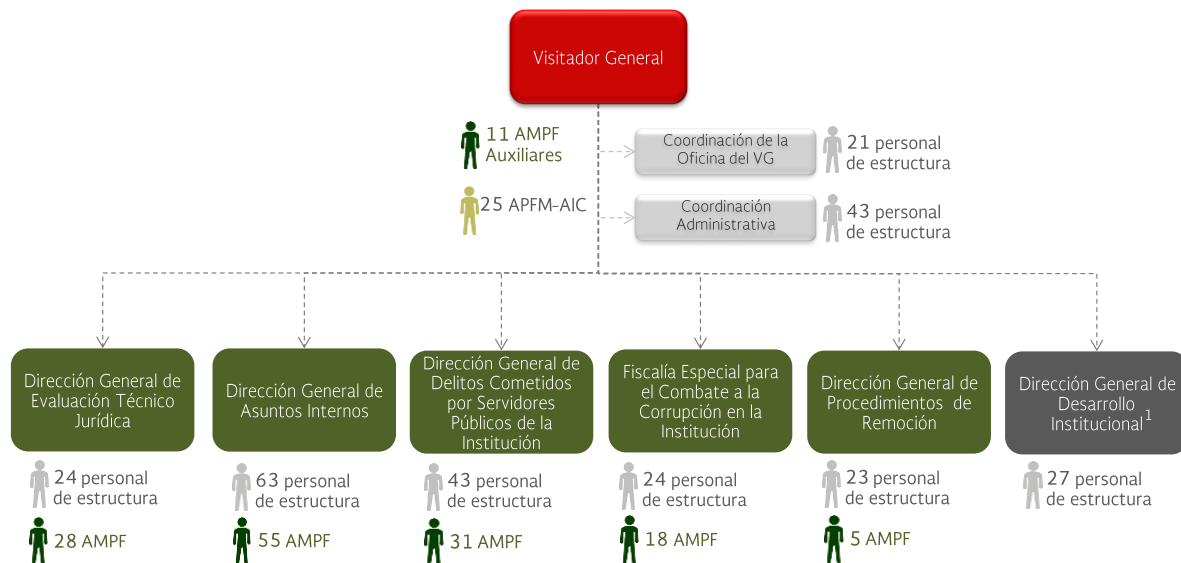 Visitador General
11 AMPF
Auxiliares
Coordinación de la
Oficina del VG
21 personal
de estructura
25 APFM-AIC
Coordinación
Administrativa
43 personal
de estructura
Dirección General de
Evaluación Técnico
Jurídica
24 personal
de estructura
28 AMPF
Dirección General de
Asuntos Internos
63 personal
de estructura
55 AMPF
Dirección General de
Delitos Cometidos
por Servidores
Públicos de la
Institución
43 personal
de estructura
31 AMPF
Fiscalía Especial para
el Combate a la
Corrupción en la
Institución
24 personal
de estructura
18 AMPF
Dirección General de
Procedimientos de
Remoción
23 personal
de estructura
5 AMPF
Dirección General de
Desarrollo
Institucional¹
27 personal
de estructura